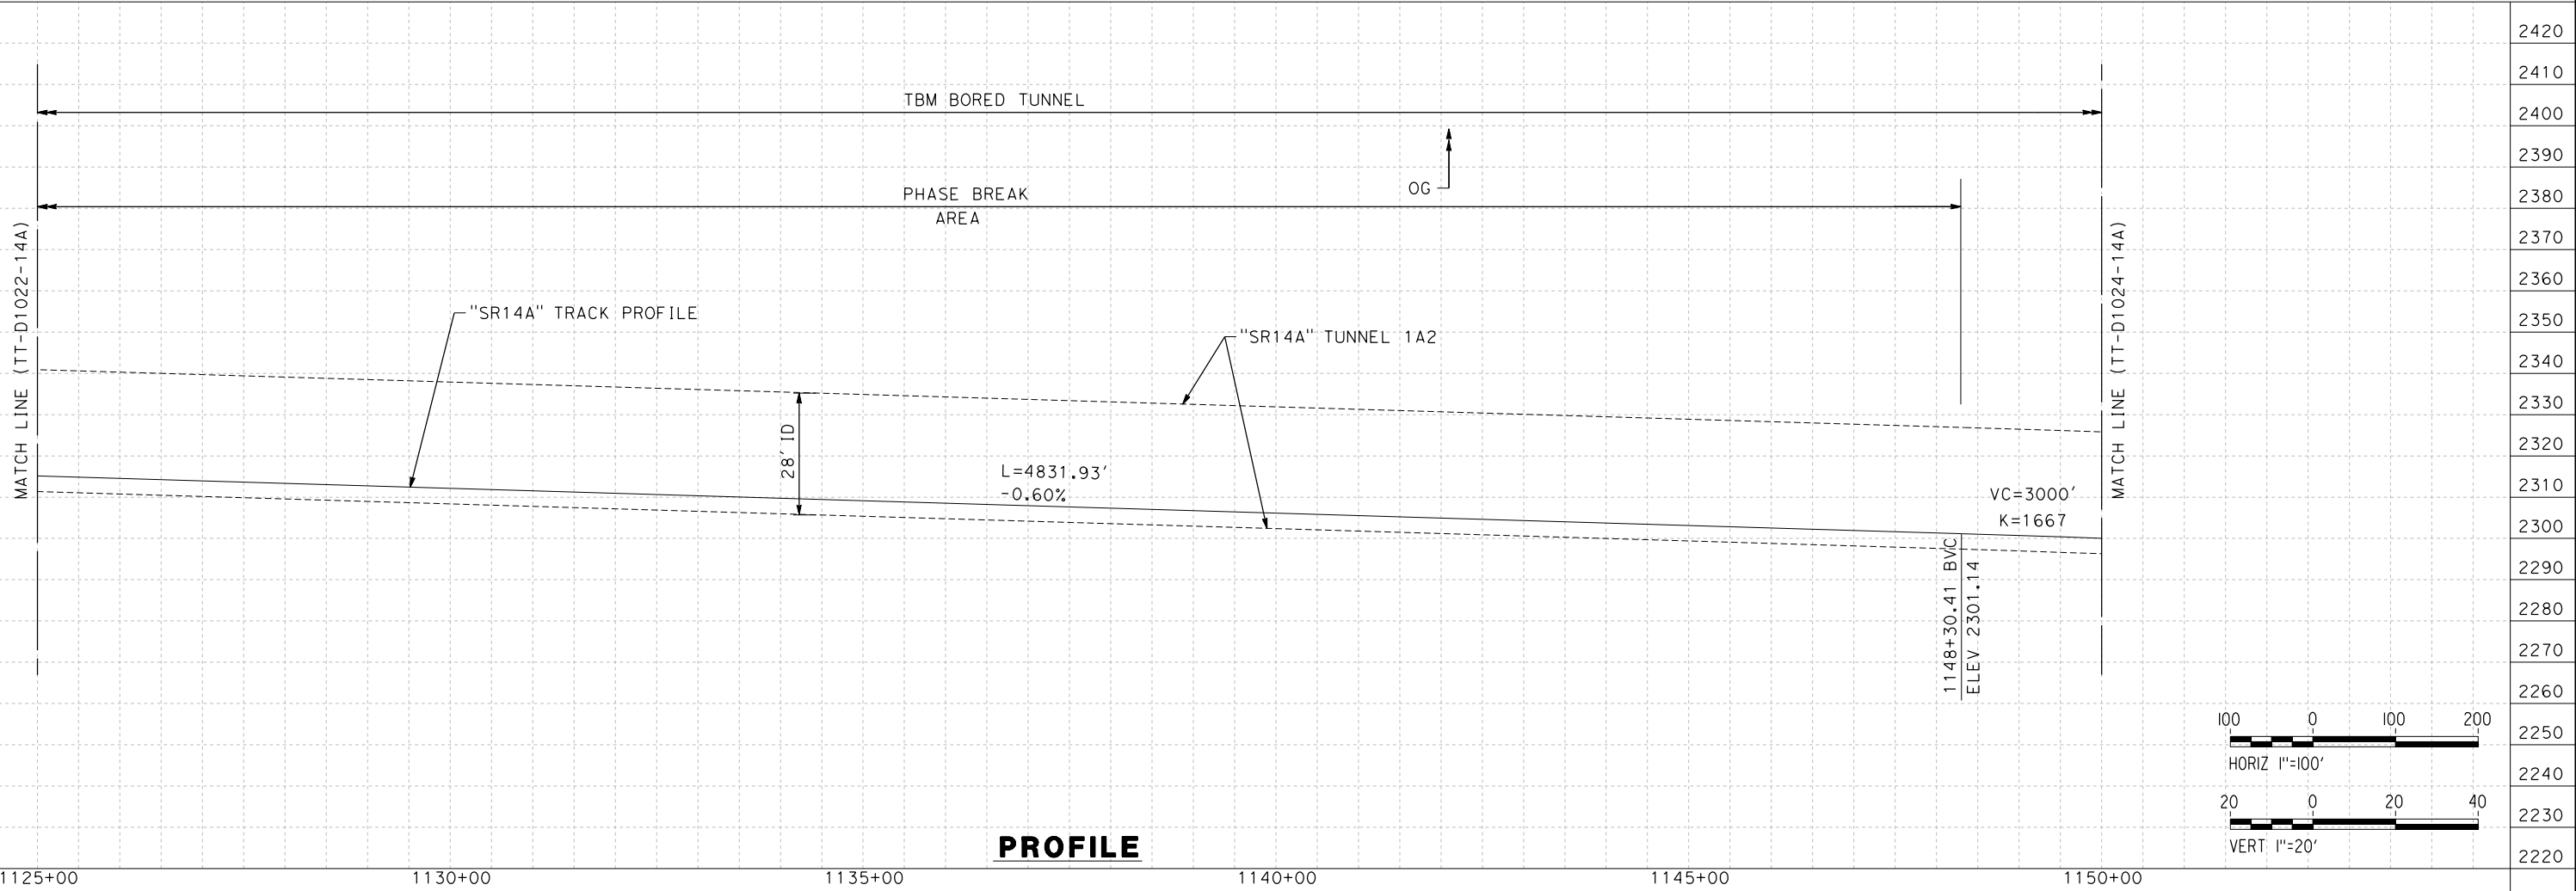 2420
2410
TBM BORED TUNNEL
2400
2390
PHASE BREAK
AREA
OG
2380
2370
2360
2350
2340
2330
2320
2310
2300
2290
2280
2270
2260
2250
2240
2230
2220
MATCH LINE (TT-D1022-14A)
"SR14A" TRACK PROFILE
"SR14A" TUNNEL 1A2
28' ID
L=4831.93'
-0.60%
VC=3000'
K=1667
1148+30.41 BVC
ELEV 2301.14
MATCH LINE (TT-D1024-14A)
100 0 100 200
HORIZ 1"=100'
20 0 20 40
VERT 1"=20'
PROFILE
1125+00 1130+00 1135+00 1140+00 1145+00 1150+00